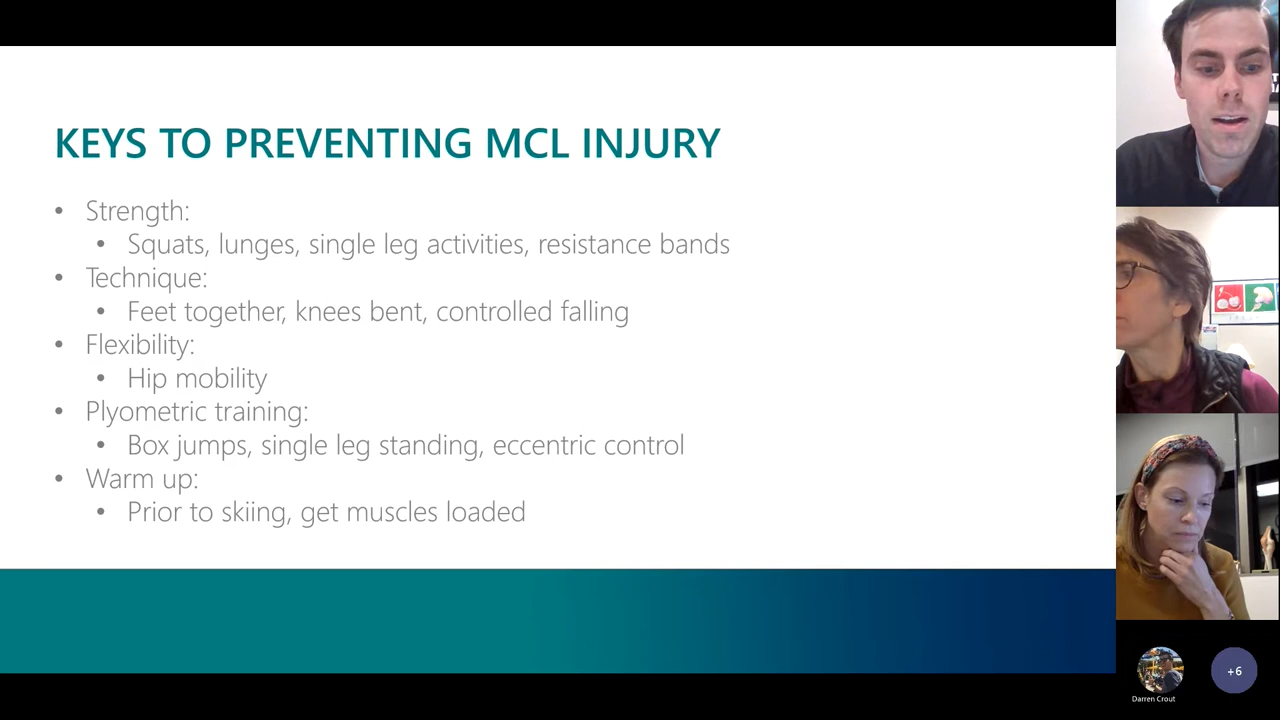 KEYS TO PREVENTING MCL INJURY
• Strength:
• Squats, lunges, single leg activities, resistance bands
• Technique:
• Feet together, knees bent, controlled falling
• Flexibility:
• Hip mobility
• Plyometric training:
• Box jumps, single leg standing, eccentric control
• Warm up:
• Prior to skiing, get muscles loaded
Darren Crout
+6